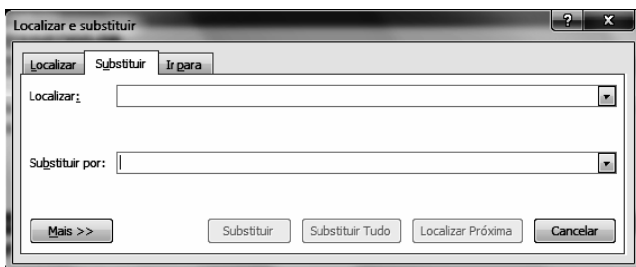 Localizar e substituir ? X
Localizar Substituir Ir para
Localizar:
Substituir por:
Mais >> Substituir Substituir Tudo Localizar Próxima Cancelar